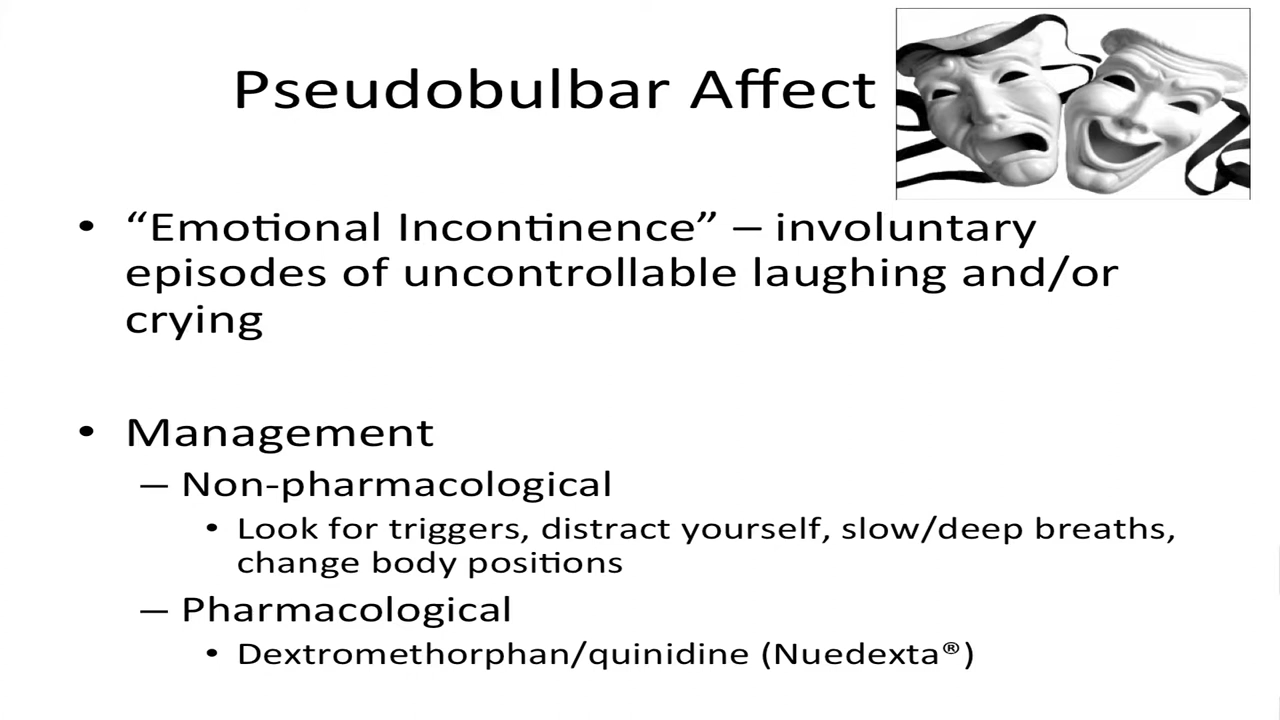 Pseudobulbar Affect
• “Emotional Incontinence” – involuntary
episodes of uncontrollable laughing and/or
crying
• Management
– Non-pharmacological
• Look for triggers, distract yourself, slow/deep breaths,
change body positions
– Pharmacological
• Dextromethorphan/quinidine (Nuedexta®)